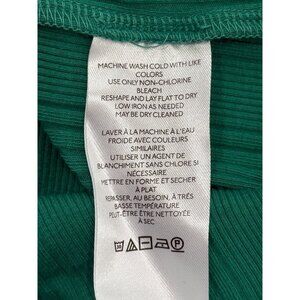 MACHINE WASH COLD WITH LIKE
COLORS
USE ONLY NON-CHLORINE
BLEACH
RESHAPE AND LAY FLAT TO DRY
LOW IRON AS NEEDED
MAY BE DRY CLEANED
LAVER À LA MACHINE À L'EAU
FROIDE AVEC COULEURS
SIMILAIRES
UTILISER UN AGENT DE
BLANCHIMENT SANS CHLORE SI
NÉCESSAIRE
METTRE EN FORME ET SECHER
À PLAT
REPASSER, AU BESOIN, À TRÈS
BASSE TEMPÉRATURE
PEUT-ÊTRE ÊTRE NETTOYÉE
À SEC
30 P